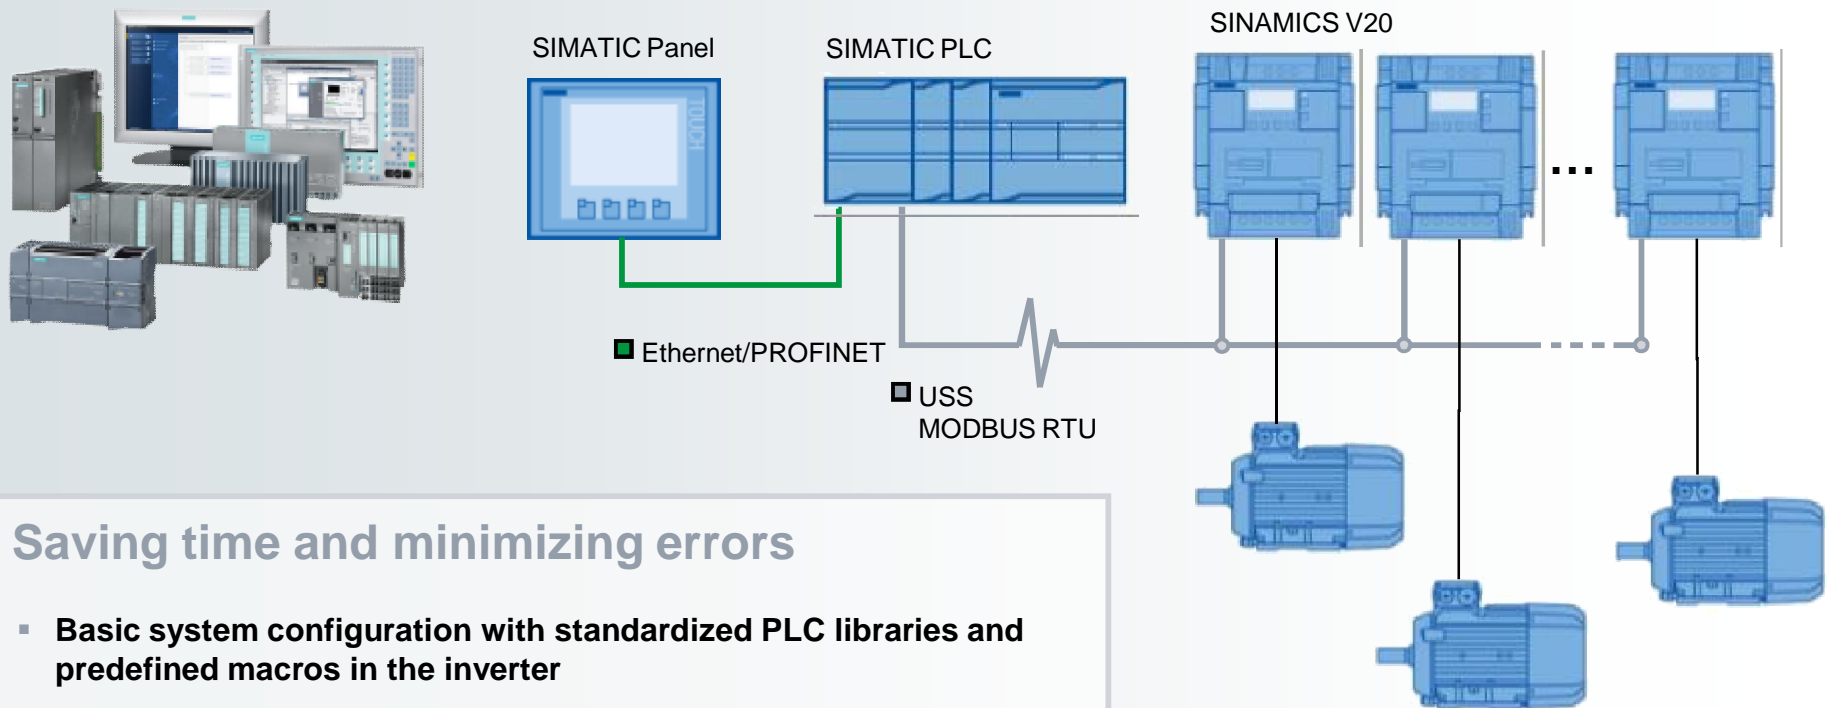 SINAMICS V20
SIMATIC Panel
SIMATIC PLC
TOUCH
...
Ethernet/PROFINET
USS
MODBUS RTU
Saving time and minimizing errors
▪ Basic system configuration with standardized PLC libraries and
predefined macros in the inverter